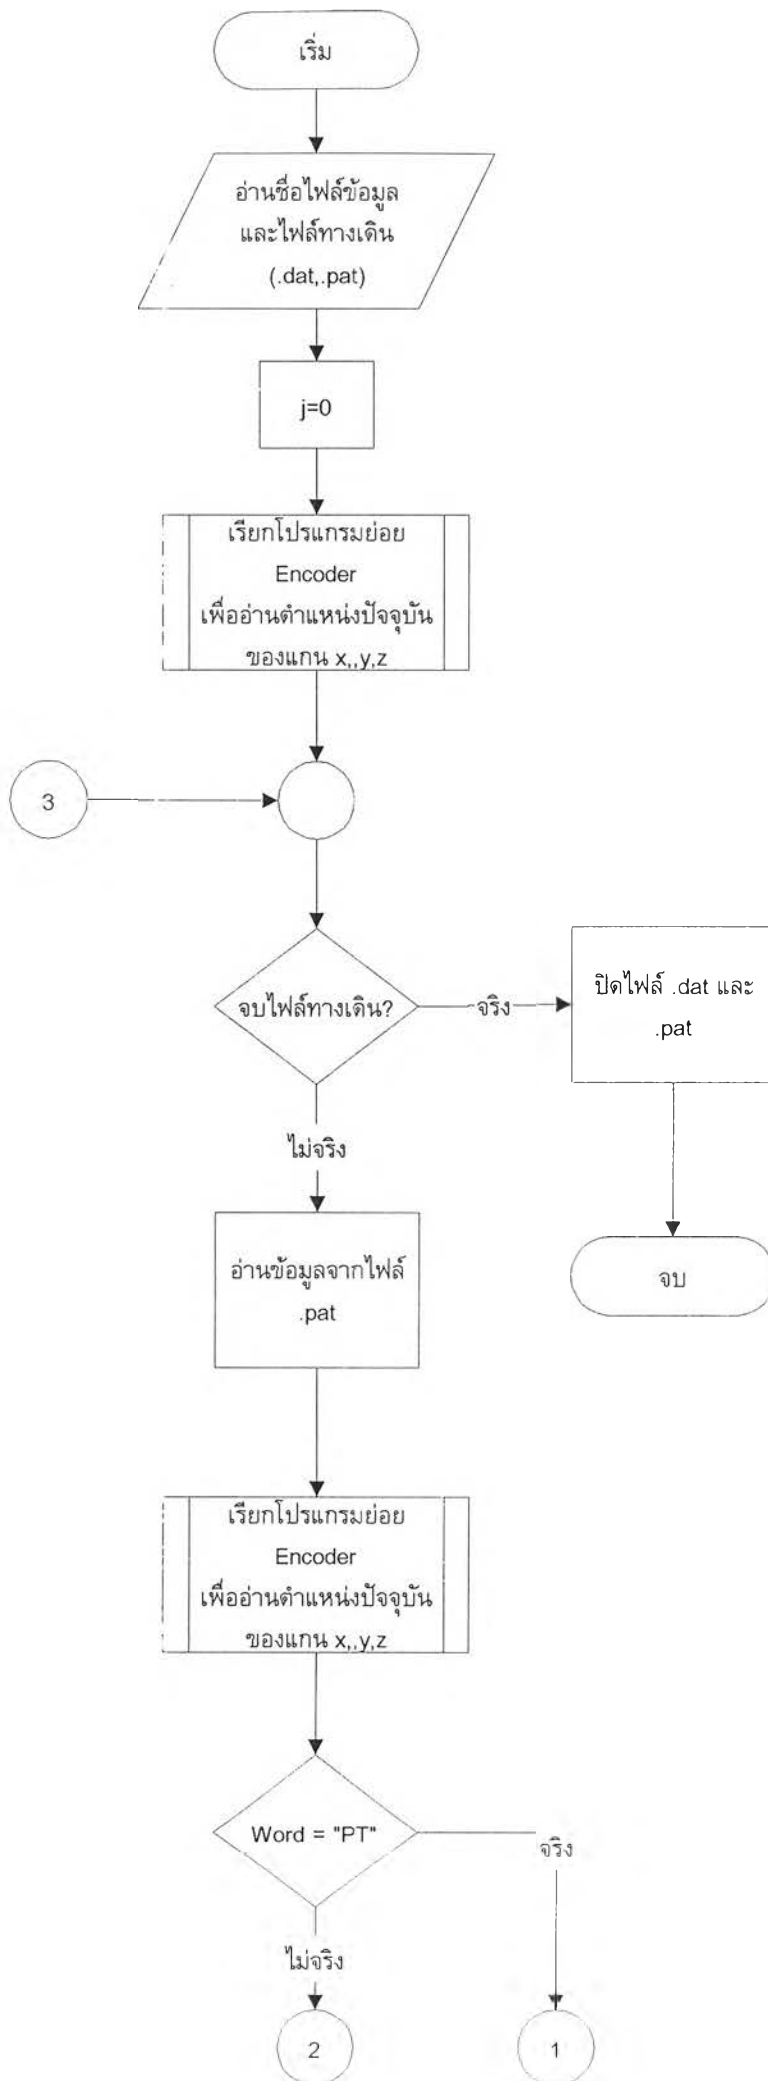 เริ่ม
อ่านชื่อไฟล์ข้อมูล
และไฟล์ทางเดิน
(.dat,.pat)
j=0
เรียกโปรแกรมย่อย
Encoder
เพื่ออ่านตำแหน่งปัจจุบัน
ของแกน x,,y,z
3
จบไฟล์ทางเดิน?
จริง
ปิดไฟล์ .dat และ
.pat
ไม่จริง
จบ
อ่านข้อมูลจากไฟล์
.pat
เรียกโปรแกรมย่อย
Encoder
เพื่ออ่านตำแหน่งปัจจุบัน
ของแกน x,,y,z
Word = "PT"
จริง
ไม่จริง
2
1